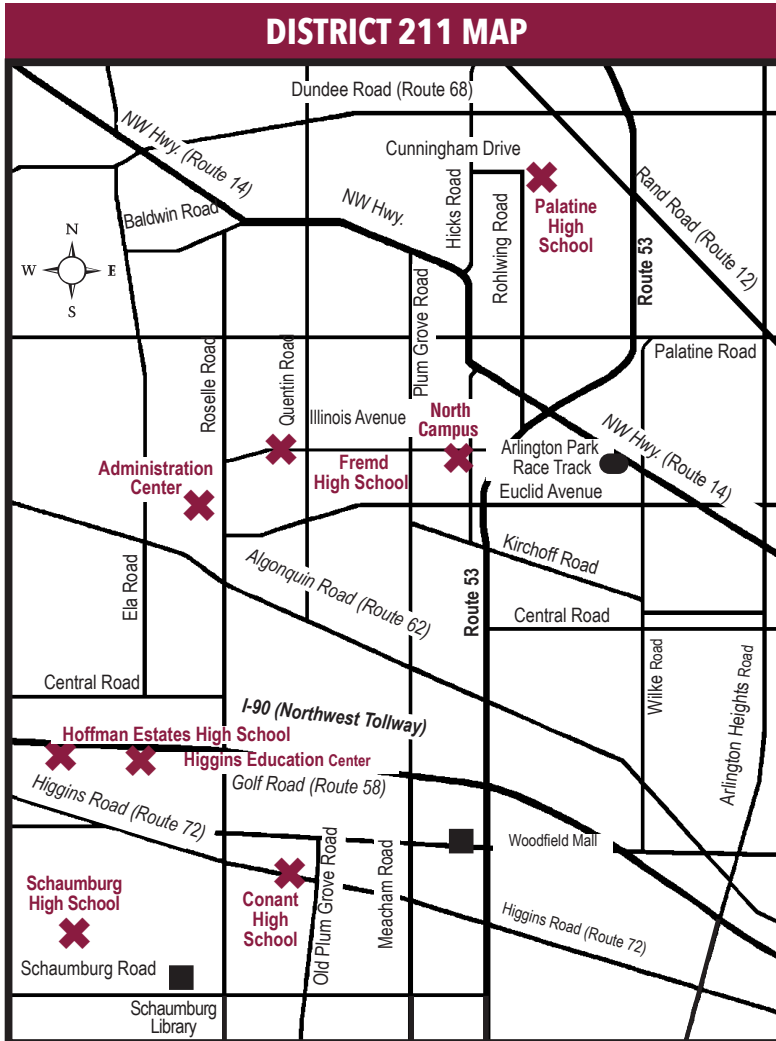 DISTRICT 211 MAP
Dundee Road (Route 68)
NW Hwy. (Route 14)
Cunningham Drive
Baldwin Road
NW Hwy.
Hicks Road
Rohlwing Road
Palatine
High
School
Rand Road (Route 12)
Route 53
N
W
E
S
Roselle Road
Quentin Road
Plum Grove Road
Palatine Road
Illinois Avenue
North
Campus
Fremd
High School
Arlington Park
Race Track
NW Hwy. (Route 14)
Administration
Center
Euclid Avenue
Kirchoff Road
Ela Road
Algonquin Road (Route 62)
Route 53
Central Road
Wilke Road
Arlington Heights Road
Central Road
I-90 (Northwest Tollway)
Hoffman Estates High School
Higgins Education Center
Golf Road (Route 58)
Higgins Road (Route 72)
Woodfield Mall
Old Plum Grove Road
Meacham Road
Schaumburg
High School
Conant
High
School
Higgins Road (Route 72)
Schaumburg Road
Schaumburg
Library